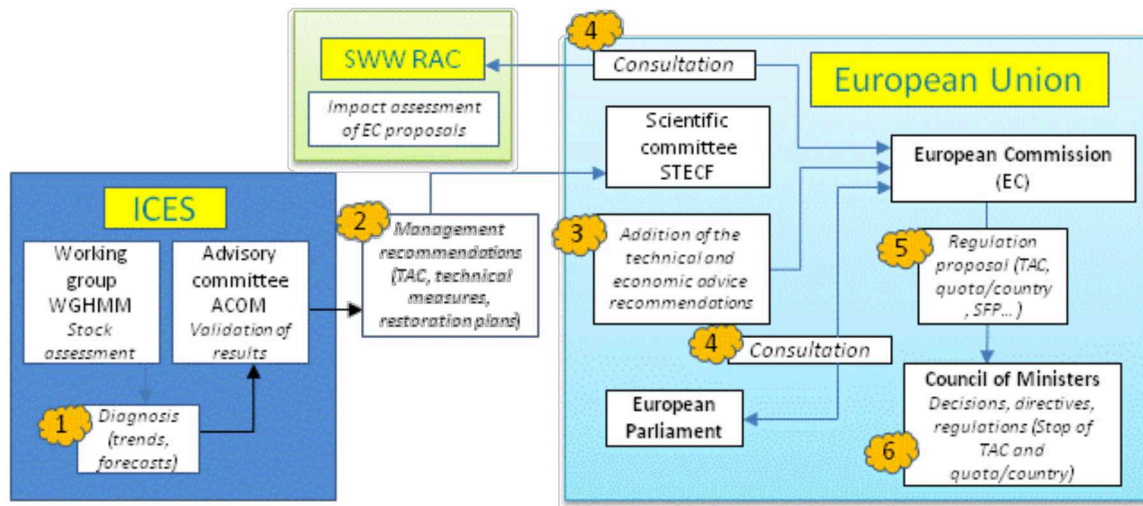 4
SWW RAC
Consultation
European Union
Impact assessment
of EC proposals
Scientific
committee
STECF
European Commission
(EC)
ICES
Working
group
WGHMM
Stock
assessment
Advisory
committee
ACOM
Validation of
results
2
Management
recommendations
(TAC, technical
measures,
restoration plans)
3
Addition of the
technical and
economic advice
recommendations
5
Regulation
proposal (TAC,
quota/country
, SFP... )
4
Consultation
1
Diagnosis
(trends,
forecasts)
European
Parliament
Council of Ministers
Decisions, directives,
regulations (Stop of
TAC and
quota/country)
6